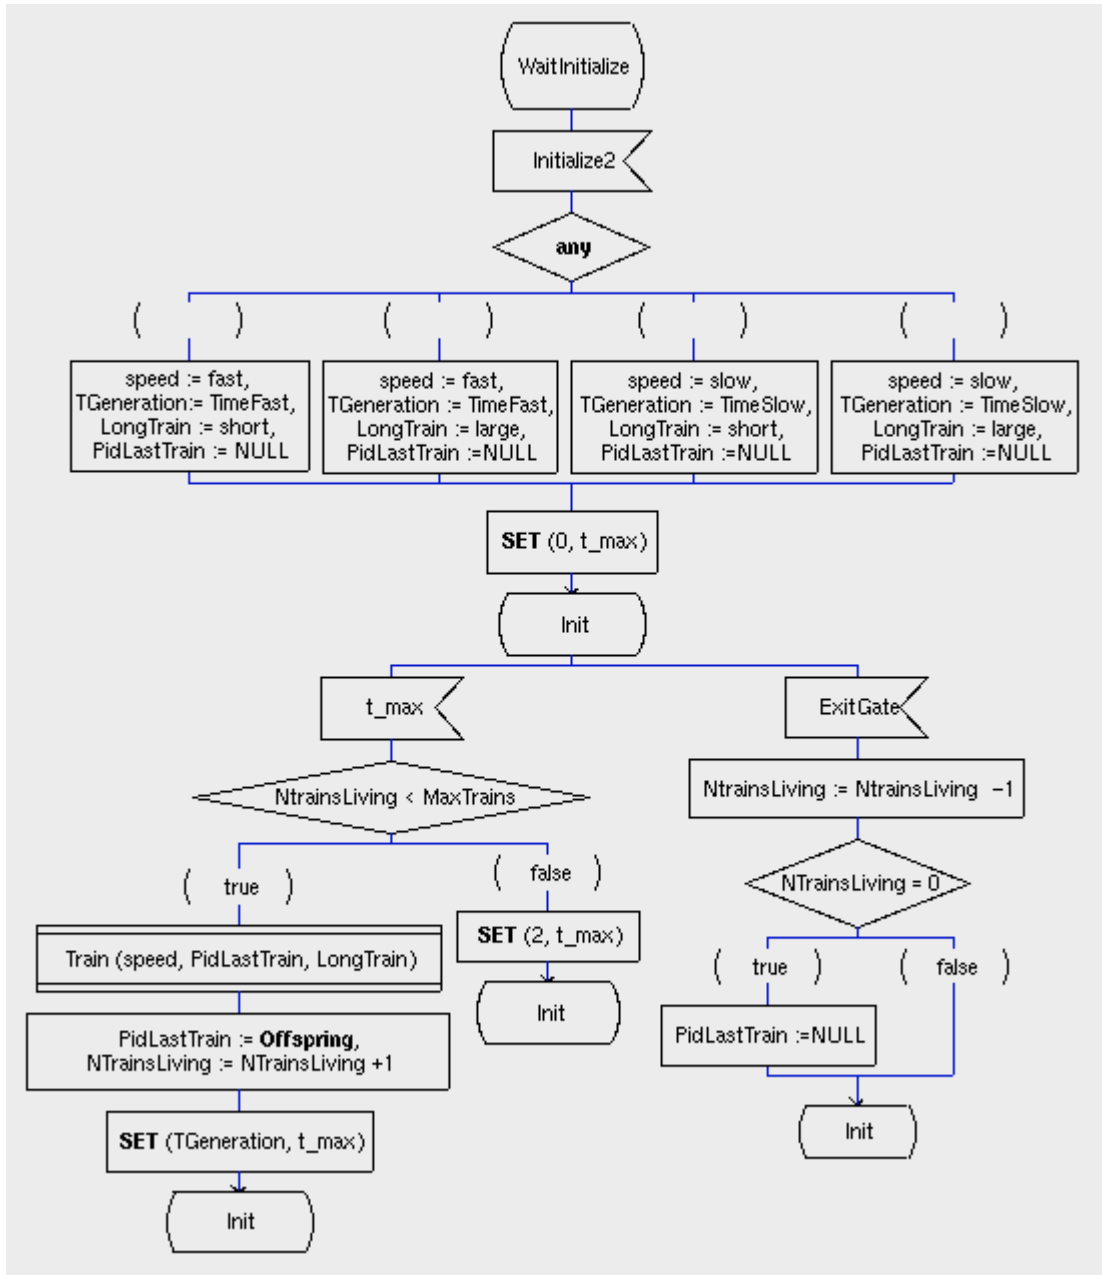 WaitInitialize
Initialize2
any
( )
( )
( )
( )
speed := fast,
TGeneration:= TimeFast,
LongTrain := short,
PidLastTrain := NULL
speed := fast,
TGeneration := TimeFast,
LongTrain := large,
PidLastTrain :=NULL
speed := slow,
TGeneration := TimeSlow,
LongTrain := short,
PidLastTrain :=NULL
speed := slow,
TGeneration := TimeSlow,
LongTrain := large,
PidLastTrain :=NULL
SET (0, t_max)
Init
t_max
NtrainsLiving < MaxTrains
( true )
Train (speed, PidLastTrain, LongTrain)
PidLastTrain := Offspring,
NTrainsLiving := NTrainsLiving +1
SET (TGeneration, t_max)
Init
( false )
SET (2, t_max)
Init
ExitGate
NtrainsLiving := NtrainsLiving -1
NTrainsLiving = 0
( true )
( false )
PidLastTrain :=NULL
Init